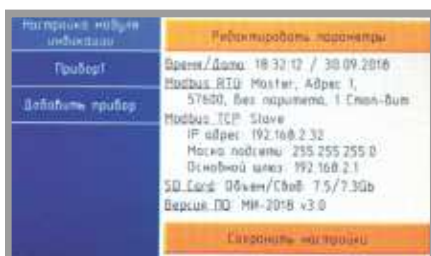 Настройка модуля
индикации
Прибор1
Добавить прибор
Редактировать параметры
Время/Дата: 18:32:12 / 30.09.2018
Modbus RTU: Master, Адрес 1,
57600, без паритета, 1 Стоп-бит
Modbus TCP: Slave
IP адрес: 192.168.2.32
Маска подсети: 255.255.255.0
Основной шлюз: 192.168.2.1
SD Card: Объем/Своб: 7.5/7.3Gb
Версия ПО: МИ-2018 v3.0
Сохранить настройки